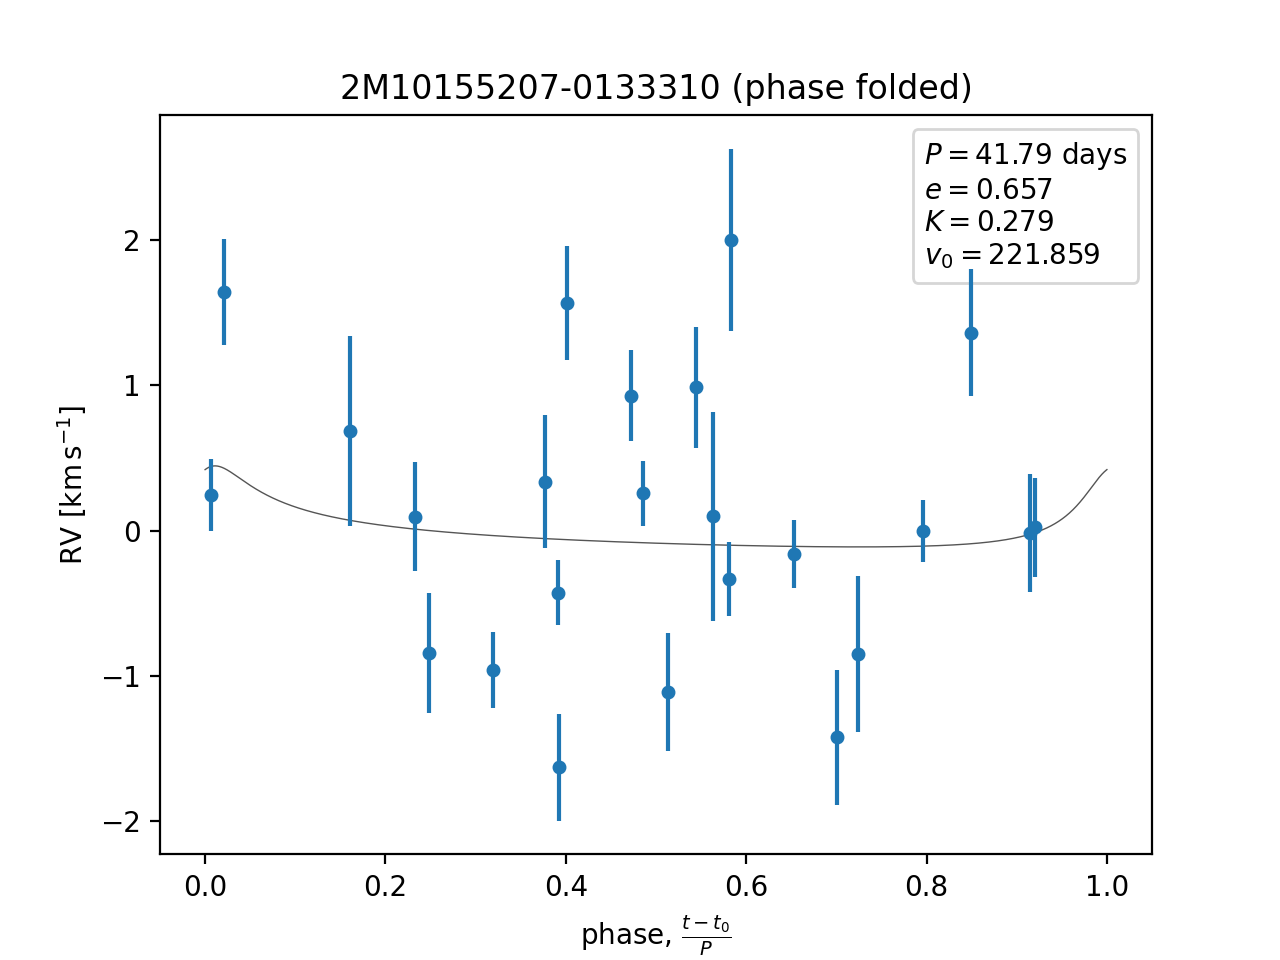 2M10155207-0133310 (phase folded)
P = 41.79 days
e = 0.657
K = 0.279
v₀ = 221.859
2
1
0
−1
−2
RV [km s⁻¹]
0.0 0.2 0.4 0.6 0.8 1.0
phase, (t − t₀)/P